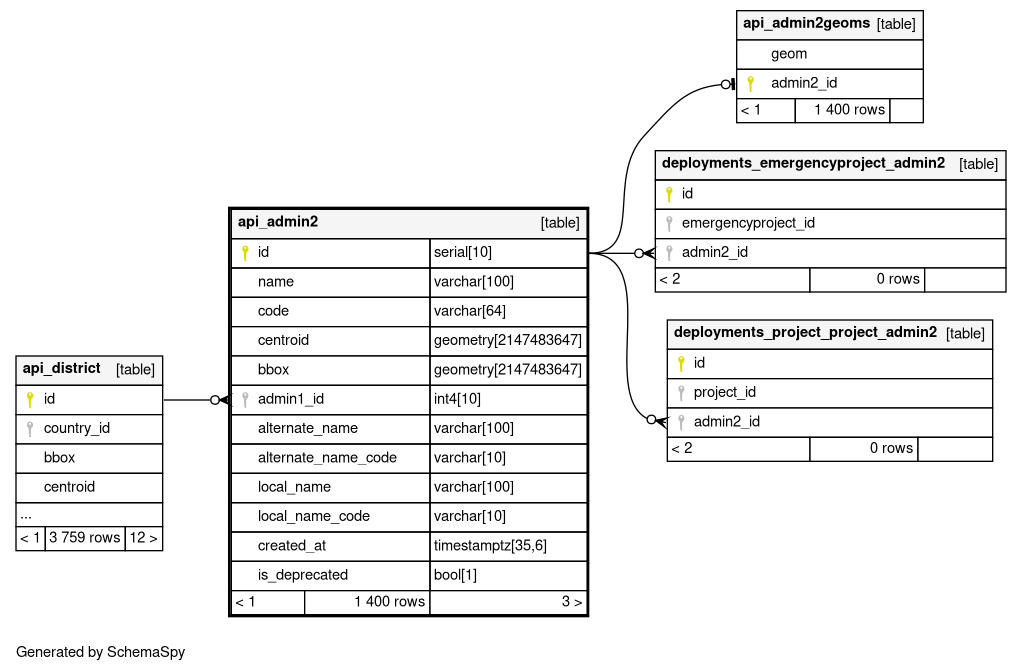 api_admin2geoms [table]
geom
admin2_id
< 1 1 400 rows
deployments_emergencyproject_admin2 [table]
id
emergencyproject_id
admin2_id
< 2 0 rows
api_admin2 [table]
id serial[10]
name varchar[100]
code varchar[64]
centroid geometry[2147483647]
bbox geometry[2147483647]
admin1_id int4[10]
alternate_name varchar[100]
alternate_name_code varchar[10]
local_name varchar[100]
local_name_code varchar[10]
created_at timestamptz[35,6]
is_deprecated bool[1]
< 1 1 400 rows 3 >
deployments_project_project_admin2 [table]
id
project_id
admin2_id
< 2 0 rows
api_district [table]
id
country_id
bbox
centroid
...
< 1 3 759 rows 12 >
Generated by SchemaSpy